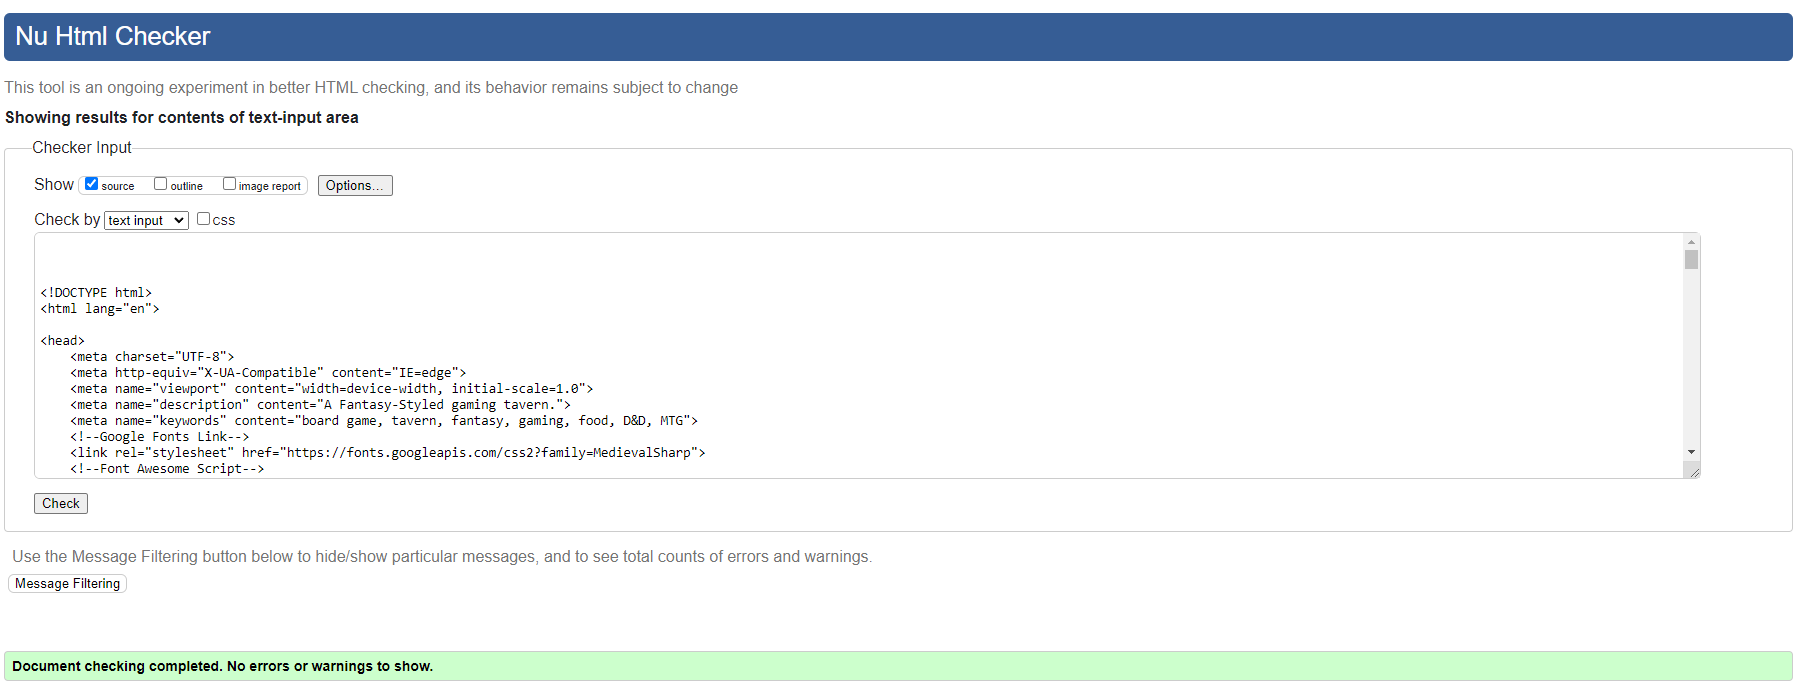 Nu Html Checker
This tool is an ongoing experiment in better HTML checking, and its behavior remains subject to change
Showing results for contents of text-input area
Checker Input
Show source outline image report Options...
Check by text input css
<!DOCTYPE html>
<html lang="en">
<head>
<meta charset="UTF-8">
<meta http-equiv="X-UA-Compatible" content="IE=edge">
<meta name="viewport" content="width=device-width, initial-scale=1.0">
<meta name="description" content="A Fantasy-Styled gaming tavern.">
<meta name="keywords" content="board game, tavern, fantasy, gaming, food, D&D, MTG">
<!--Google Fonts Link-->
<link rel="stylesheet" href="https://fonts.googleapis.com/css2?family=MedievalSharp">
<!--Font Awesome Script-->
Check
Use the Message Filtering button below to hide/show particular messages, and to see total counts of errors and warnings.
Message Filtering
Document checking completed. No errors or warnings to show.